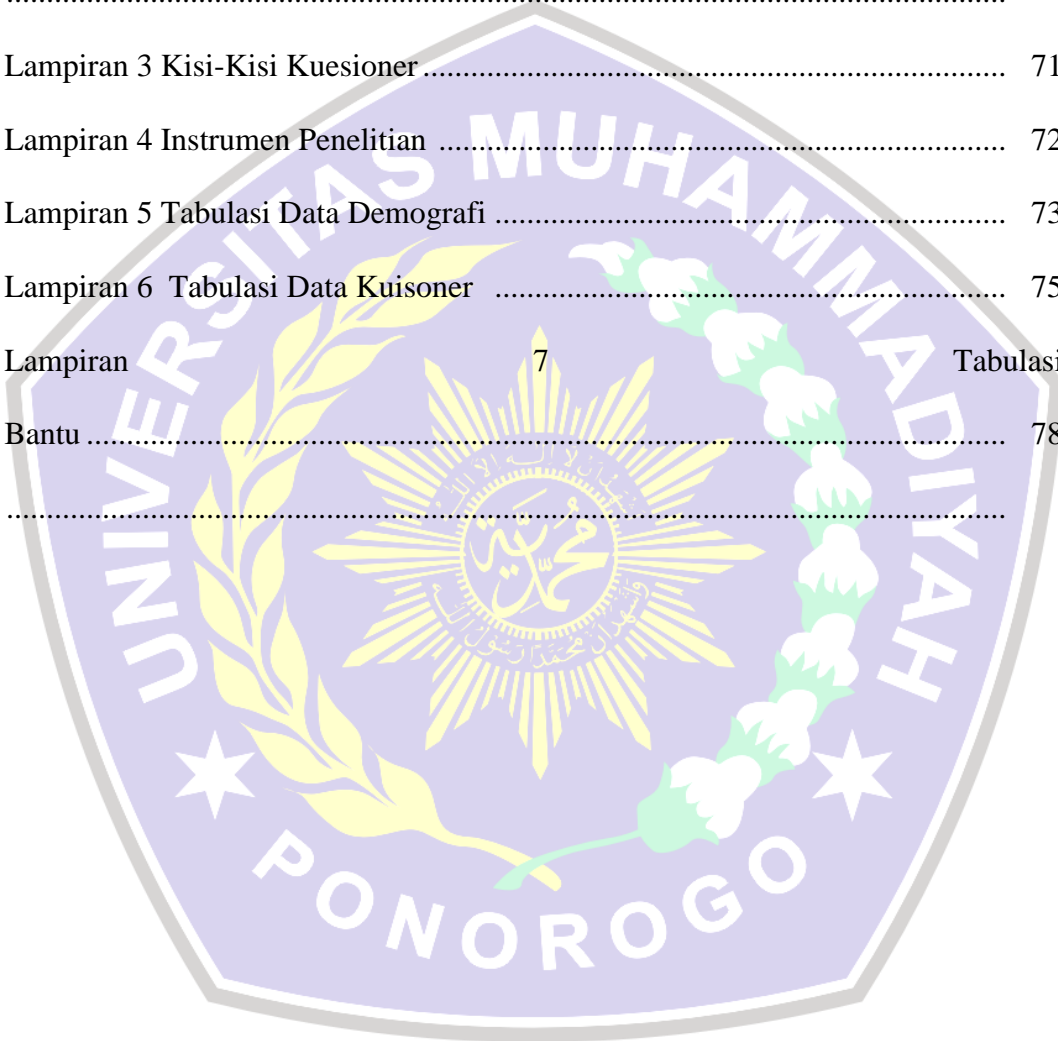 ..........................................................................................................................
Lampiran 3 Kisi-Kisi Kuesioner ........................................................................ 71
Lampiran 4 Instrumen Penelitian ...................................................................... 72
Lampiran 5 Tabulasi Data Demografi ............................................................... 73
Lampiran 6  Tabulasi Data Kuisoner ............................................................... 75
Lampiran 7 Tabulasi
Bantu .................................................................................................................. 78
..........................................................................................................................
UNIVERSITAS MUHAMMADIYAH
PONOROGO